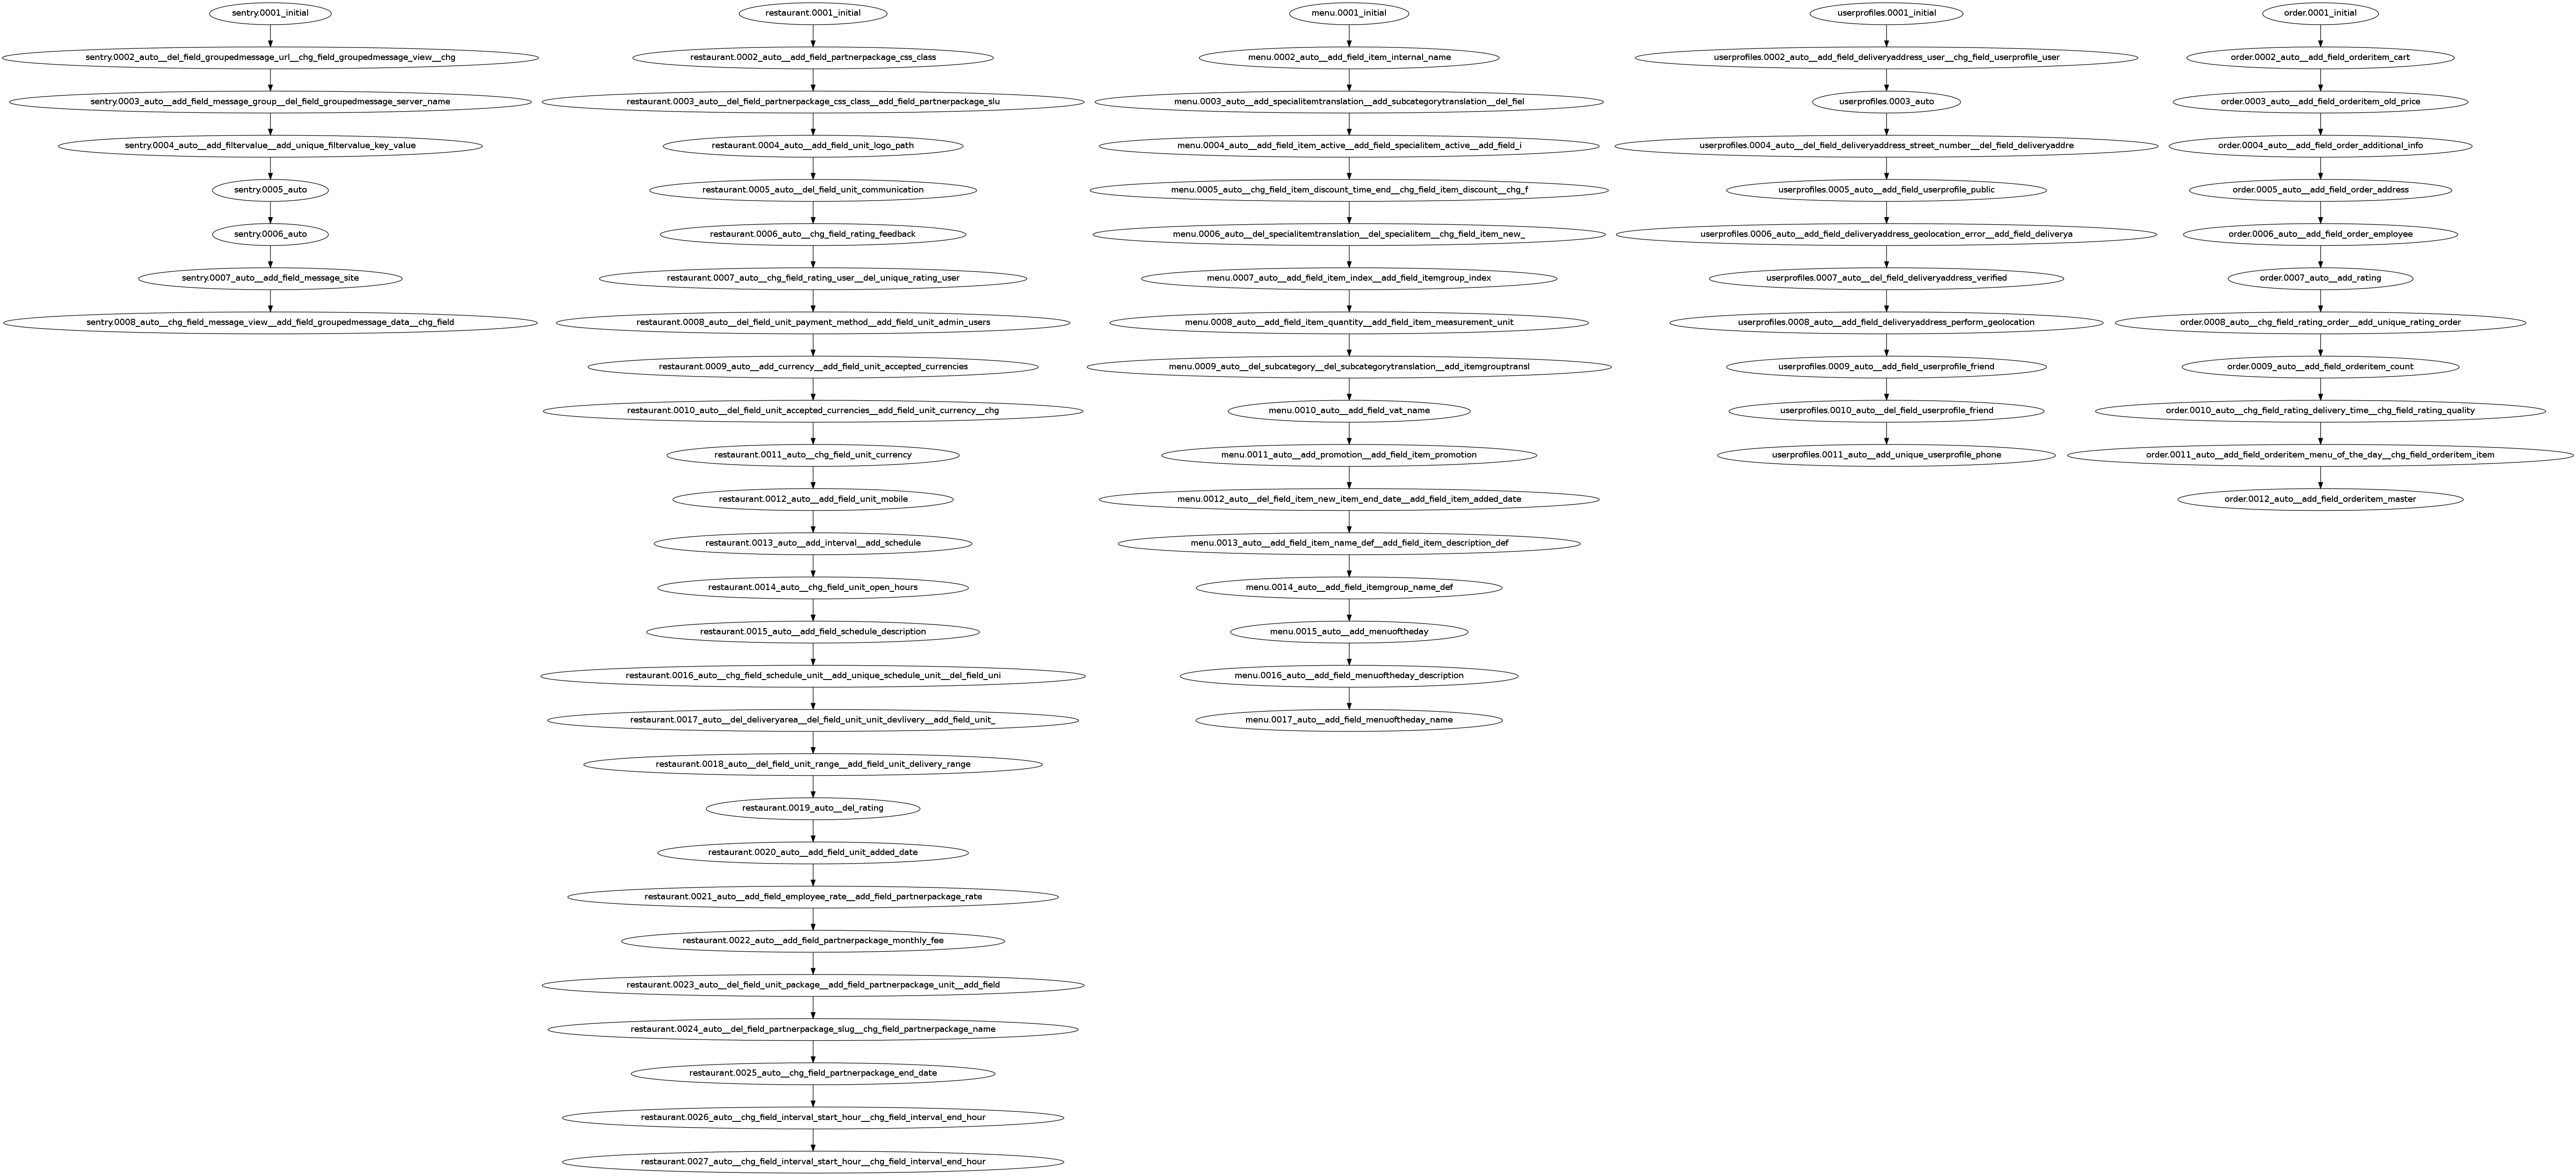 sentry.0001_initial
sentry.0002_auto__del_field_groupedmessage_url__chg_field_groupedmessage_view__chg
sentry.0003_auto__add_field_message_group__del_field_groupedmessage_server_name
sentry.0004_auto__add_filtervalue__add_unique_filtervalue_key_value
sentry.0005_auto
sentry.0006_auto
sentry.0007_auto__add_field_message_site
sentry.0008_auto__chg_field_message_view__add_field_groupedmessage_data__chg_field
restaurant.0001_initial
restaurant.0002_auto__add_field_partnerpackage_css_class
restaurant.0003_auto__del_field_partnerpackage_css_class__add_field_partnerpackage_slu
restaurant.0004_auto__add_field_unit_logo_path
restaurant.0005_auto__del_field_unit_communication
restaurant.0006_auto__chg_field_rating_feedback
restaurant.0007_auto__chg_field_rating_user__del_unique_rating_user
restaurant.0008_auto__del_field_unit_payment_method__add_field_unit_admin_users
restaurant.0009_auto__add_currency__add_field_unit_accepted_currencies
restaurant.0010_auto__del_field_unit_accepted_currencies__add_field_unit_currency__chg
restaurant.0011_auto__chg_field_unit_currency
restaurant.0012_auto__add_field_unit_mobile
restaurant.0013_auto__add_interval__add_schedule
restaurant.0014_auto__chg_field_unit_open_hours
restaurant.0015_auto__add_field_schedule_description
restaurant.0016_auto__chg_field_schedule_unit__add_unique_schedule_unit__del_field_uni
restaurant.0017_auto__del_deliveryarea__del_field_unit_unit_devlivery__add_field_unit_
restaurant.0018_auto__del_field_unit_range__add_field_unit_delivery_range
restaurant.0019_auto__del_rating
restaurant.0020_auto__add_field_unit_added_date
restaurant.0021_auto__add_field_employee_rate__add_field_partnerpackage_rate
restaurant.0022_auto__add_field_partnerpackage_monthly_fee
restaurant.0023_auto__del_field_unit_package__add_field_partnerpackage_unit__add_field
restaurant.0024_auto__del_field_partnerpackage_slug__chg_field_partnerpackage_name
restaurant.0025_auto__chg_field_partnerpackage_end_date
restaurant.0026_auto__chg_field_interval_start_hour__chg_field_interval_end_hour
restaurant.0027_auto__chg_field_interval_start_hour__chg_field_interval_end_hour
menu.0001_initial
menu.0002_auto__add_field_item_internal_name
menu.0003_auto__add_specialitemtranslation__add_subcategorytranslation__del_fiel
menu.0004_auto__add_field_item_active__add_field_specialitem_active__add_field_i
menu.0005_auto__chg_field_item_discount_time_end__chg_field_item_discount__chg_f
menu.0006_auto__del_specialitemtranslation__del_specialitem__chg_field_item_new_
menu.0007_auto__add_field_item_index__add_field_itemgroup_index
menu.0008_auto__add_field_item_quantity__add_field_item_measurement_unit
menu.0009_auto__del_subcategory__del_subcategorytranslation__add_itemgrouptransl
menu.0010_auto__add_field_vat_name
menu.0011_auto__add_promotion__add_field_item_promotion
menu.0012_auto__del_field_item_new_item_end_date__add_field_item_added_date
menu.0013_auto__add_field_item_name_def__add_field_item_description_def
menu.0014_auto__add_field_itemgroup_name_def
menu.0015_auto__add_menuoftheday
menu.0016_auto__add_field_menuoftheday_description
menu.0017_auto__add_field_menuoftheday_name
userprofiles.0001_initial
userprofiles.0002_auto__add_field_deliveryaddress_user__chg_field_userprofile_user
userprofiles.0003_auto
userprofiles.0004_auto__del_field_deliveryaddress_street_number__del_field_deliveryaddre
userprofiles.0005_auto__add_field_userprofile_public
userprofiles.0006_auto__add_field_deliveryaddress_geolocation_error__add_field_deliverya
userprofiles.0007_auto__del_field_deliveryaddress_verified
userprofiles.0008_auto__add_field_deliveryaddress_perform_geolocation
userprofiles.0009_auto__add_field_userprofile_friend
userprofiles.0010_auto__del_field_userprofile_friend
userprofiles.0011_auto__add_unique_userprofile_phone
order.0001_initial
order.0002_auto__add_field_orderitem_cart
order.0003_auto__add_field_orderitem_old_price
order.0004_auto__add_field_order_additional_info
order.0005_auto__add_field_order_address
order.0006_auto__add_field_order_employee
order.0007_auto__add_rating
order.0008_auto__chg_field_rating_order__add_unique_rating_order
order.0009_auto__add_field_orderitem_count
order.0010_auto__chg_field_rating_delivery_time__chg_field_rating_quality
order.0011_auto__add_field_orderitem_menu_of_the_day__chg_field_orderitem_item
order.0012_auto__add_field_orderitem_master